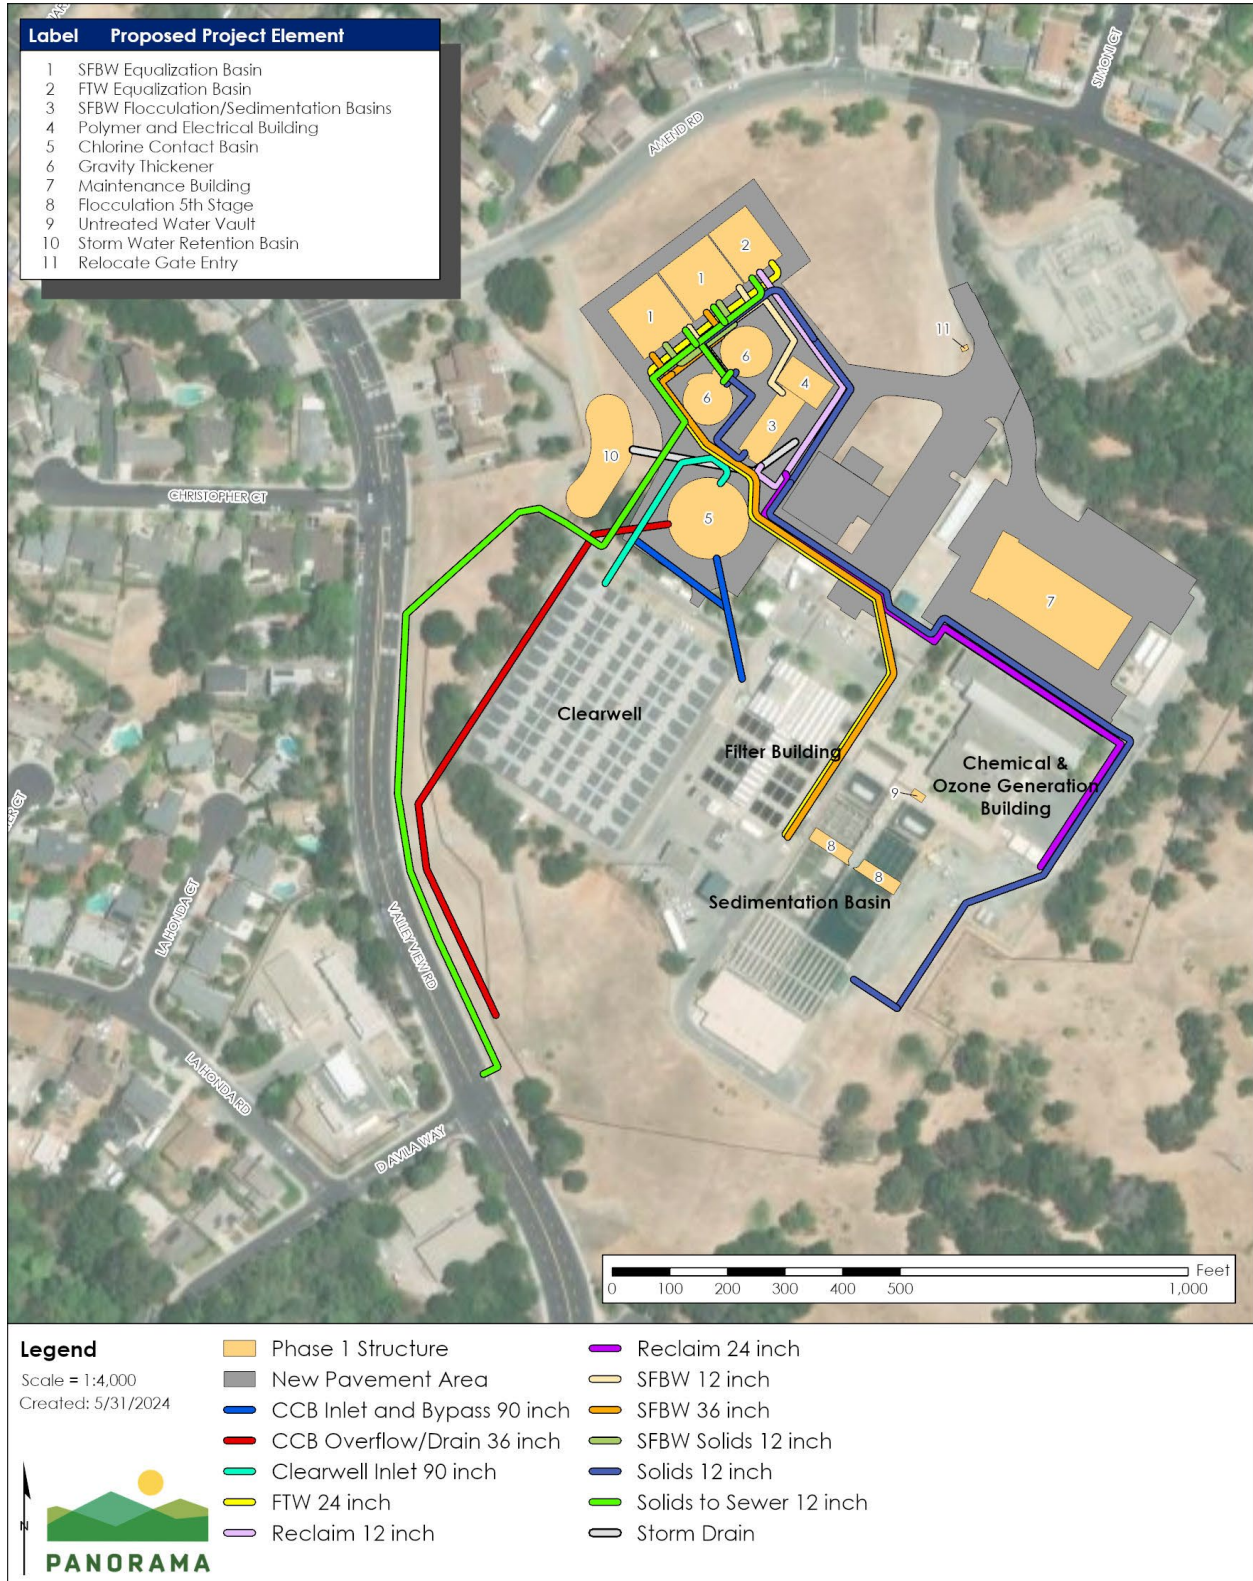 Label Proposed Project Element
1 SFBW Equalization Basin
2 FTW Equalization Basin
3 SFBW Flocculation/Sedimentation Basins
4 Polymer and Electrical Building
5 Chlorine Contact Basin
6 Gravity Thickener
7 Maintenance Building
8 Flocculation 5th Stage
9 Untreated Water Vault
10 Storm Water Retention Basin
11 Relocate Gate Entry
SIMONI CT
AMEND RD
2
1
1
11
6
4
6
3
10
CHRISTOPHER CT
5
7
Clearwell
Filter Building
Chemical &
Ozone Generation
Building
9
8
8
Sedimentation Basin
LA HONDA CT
VALLEY VIEW RD
LA HONDA RD
D AVILA WAY
Feet
0 100 200 300 400 500 1,000
Legend
Scale = 1:4,000
Created: 5/31/2024
N
PANORAMA
Phase 1 Structure
New Pavement Area
CCB Inlet and Bypass 90 inch
CCB Overflow/Drain 36 inch
Clearwell Inlet 90 inch
FTW 24 inch
Reclaim 12 inch
Reclaim 24 inch
SFBW 12 inch
SFBW 36 inch
SFBW Solids 12 inch
Solids 12 inch
Solids to Sewer 12 inch
Storm Drain